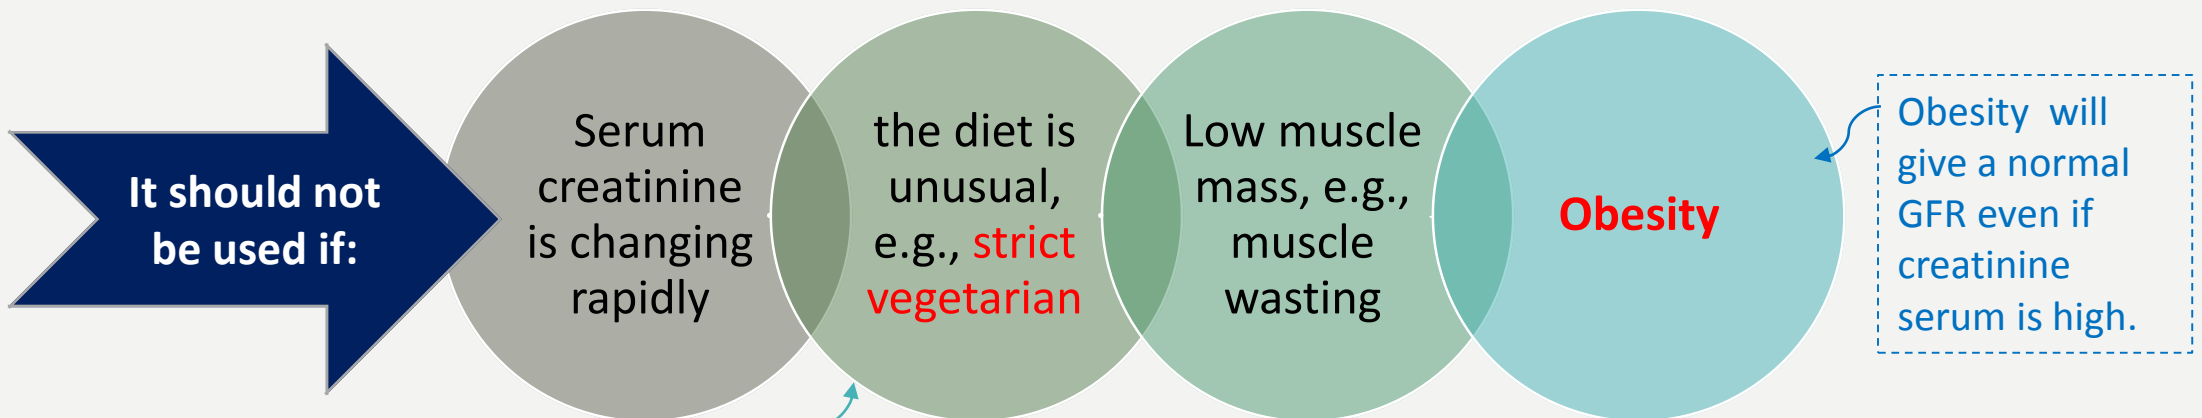 It should not
be used if:
Serum
creatinine
is changing
rapidly
the diet is
unusual,
e.g., strict
vegetarian
Low muscle
mass, e.g.,
muscle
wasting
Obesity
Obesity will
give a normal
GFR even if
creatinine
serum is high.